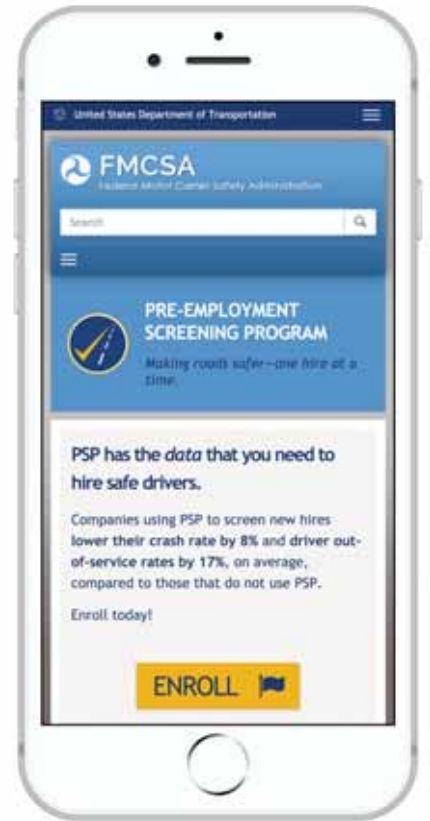 United States Department of Transportation
FMCSA
Federal Motor Carrier Safety Administration
Search
PRE-EMPLOYMENT
SCREENING PROGRAM
Making roads safer—one hire at a
time.
PSP has the data that you need to
hire safe drivers.
Companies using PSP to screen new hires
lower their crash rate by 8% and driver out-
of-service rates by 17%, on average,
compared to those that do not use PSP.
Enroll today!
ENROLL